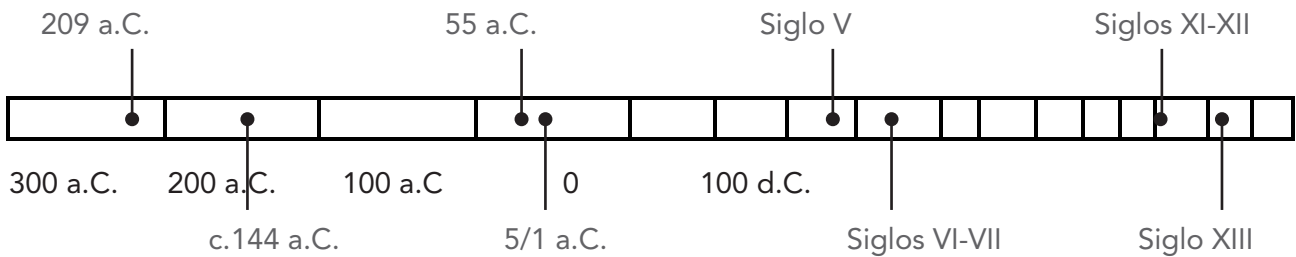 209 a.C. 55 a.C. Siglo V Siglos XI-XII
300 a.C. 200 a.C. 100 a.C 0 100 d.C.
c.144 a.C. 5/1 a.C. Siglos VI-VII Siglo XIII